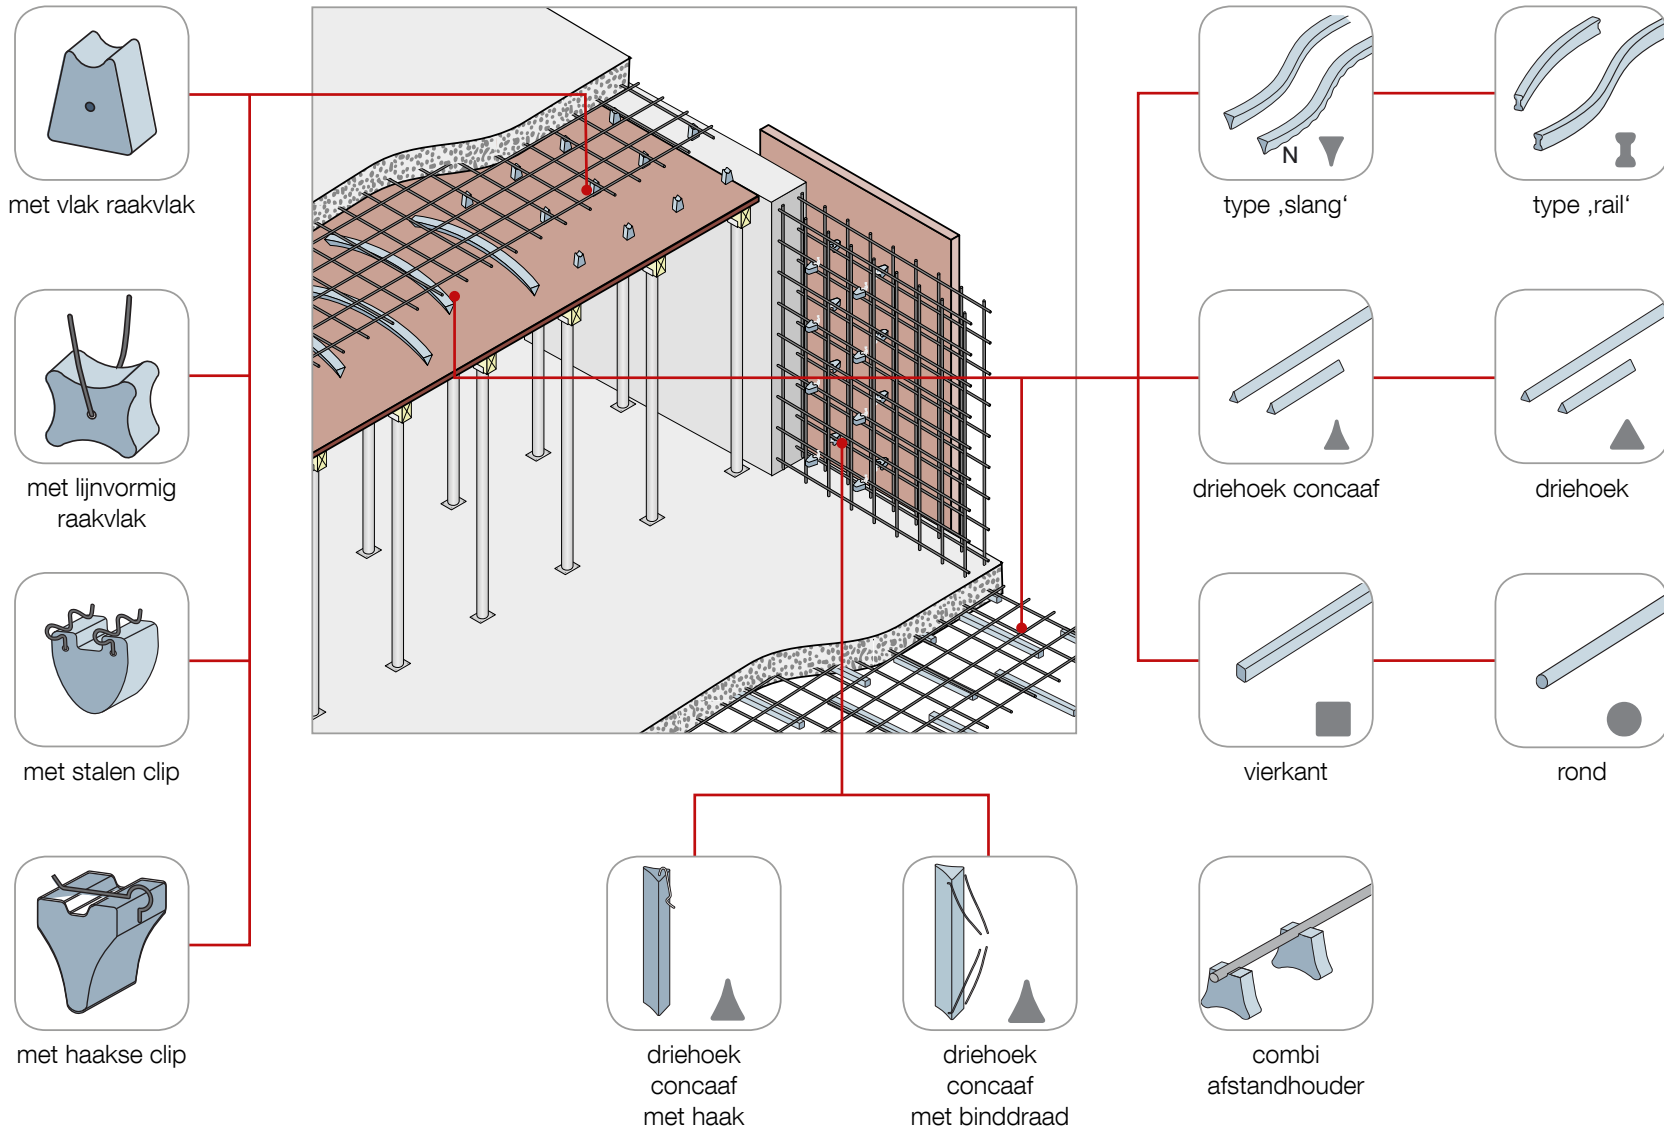 met vlak raakvlak
N
type ‚slang‘
type ‚rail‘
met lijnvormig
raakvlak
driehoek concaaf
driehoek
met stalen clip
vierkant
rond
met haakse clip
driehoek
concaaf
met haak
driehoek
concaaf
met binddraad
combi
afstandhouder